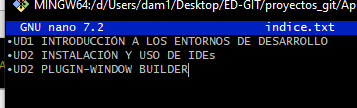 MINGW64:/d/Users/dam1/Desktop/ED-GIT/proyectos_git/Ap
GNU nano 7.2 indice.txt
•UD1 INTRODUCCIÓN A LOS ENTORNOS DE DESARROLLO
•UD2 INSTALACIÓN Y USO DE IDEs
•UD2 PLUGIN-WINDOW BUILDER